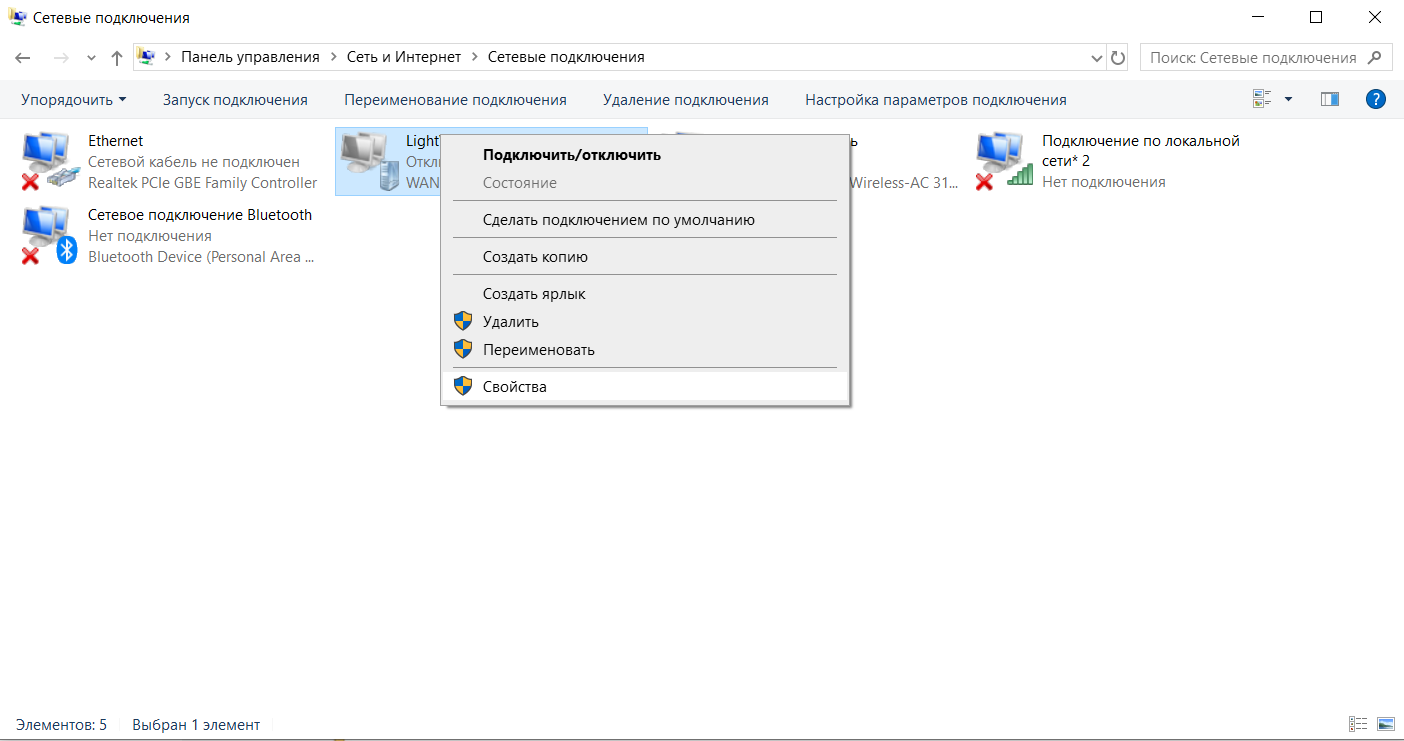 Сетевые подключения
Панель управления Сеть и Интернет Сетевые подключения
Поиск: Сетевые подключения
Упорядочить Запуск подключения Переименование подключения Удаление подключения Настройка параметров подключения
?
Ethernet
Сетевой кабель не подключен
Realtek PCIe GBE Family Controller
Сетевое подключение Bluetooth
Нет подключения
Bluetooth Device (Personal Area ...
WAN
Подключить/отключить
Состояние
Сделать подключением по умолчанию
Создать копию
Создать ярлык
Удалить
Переименовать
Свойства
Wireless-AC 31...
Подключение по локальной
сети* 2
Нет подключения
Элементов: 5 Выбран 1 элемент